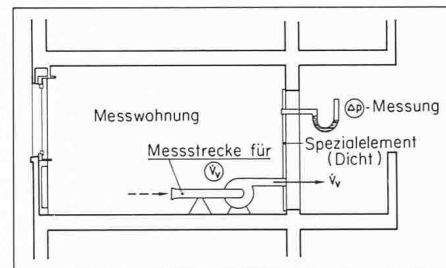 Messwohnung
Δp-Messung
Messstrecke für
V̇v
Spezialelement
(Dicht)
V̇v